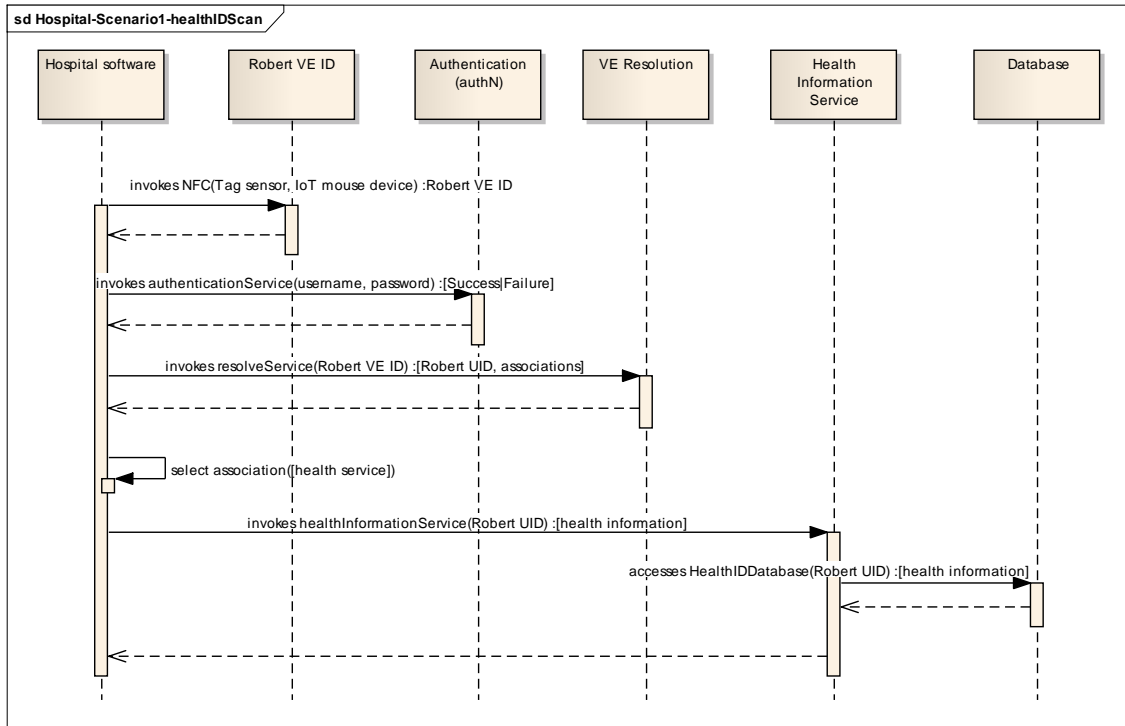 sd Hospital-Scenario1-healthIDScan
Hospital software
Robert VE ID
Authentication
(authN)
VE Resolution
Health
Information
Service
Database
invokes NFC(Tag sensor, IoT mouse device) :Robert VE ID
invokes authenticationService(username, password) :[Success|Failure]
invokes resolveService(Robert VE ID) :[Robert UID, associations]
select association([health service])
invokes healthInformationService(Robert UID) :[health information]
accesses HealthIDDatabase(Robert UID) :[health information]